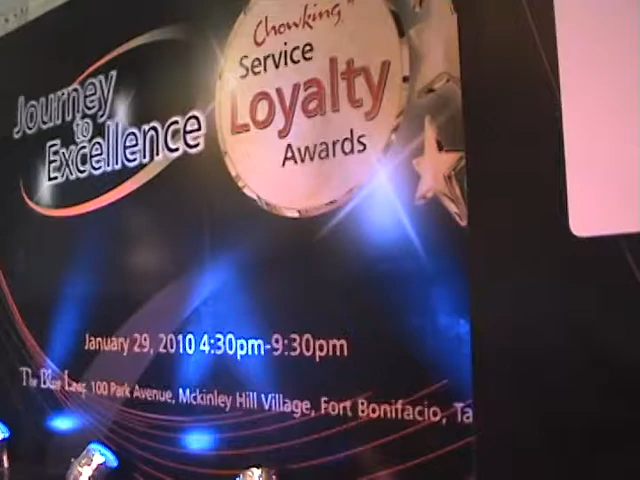 Journey
to
Excellence
Chowking
Service
Loyalty
Awards
January 29, 2010 4:30pm-9:30pm
The Blue Leaf, 100 Park Avenue, McKinley Hill Village, Fort Bonifacio, Ta